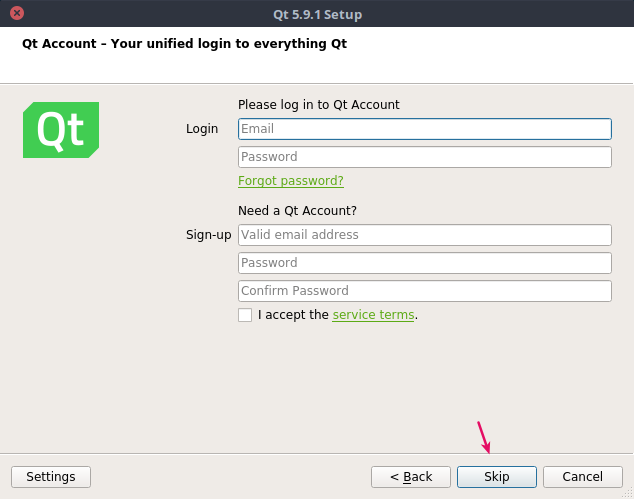 Qt 5.9.1 Setup
Qt Account – Your unified login to everything Qt
Qt
Please log in to Qt Account
Login
Email
Password
Forgot password?
Need a Qt Account?
Sign-up
Valid email address
Password
Confirm Password
I accept the service terms.
Settings
< Back
Skip
Cancel